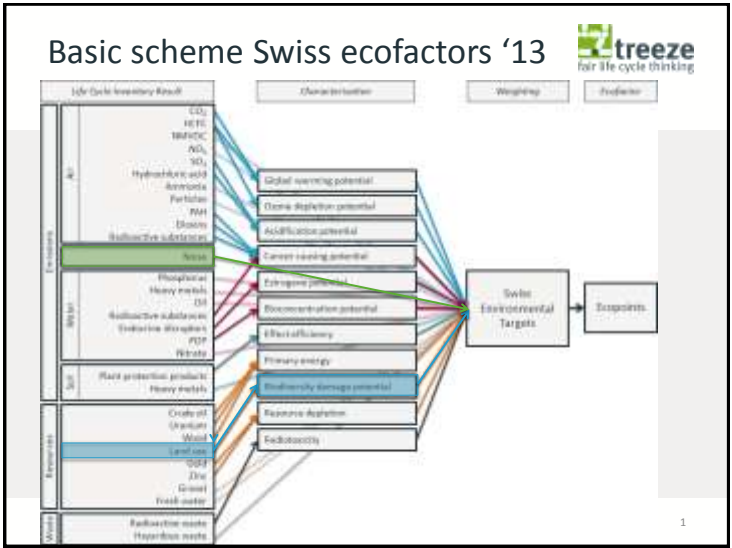 Basic scheme Swiss ecofactors ‘13
treeze
fair life cycle thinking
Life Cycle Inventory Result
Characterisation
Weighting
Ecofactor
Emissions
Air
CO₂
HCFC
NMVOC
NOₓ
SO₂
Hydrochloric acid
Ammonia
Particles
PAH
Dioxins
Radioactive substances
Noise
Water
Phosphorus
Heavy metals
Oil
Radioactive substances
Endocrine disruptors
POP
Nitrate
Soil
Plant protection products
Heavy metals
Resources
Crude oil
Uranium
Wood
Land use
Gold
Zinc
Gravel
Fresh water
Waste
Radioactive waste
Hazardous waste
Global warming potential
Ozone depletion potential
Acidification potential
Cancer causing potential
Estrogene potential
Bioconcentration potential
Effect efficiency
Primary energy
Biodiversity damage potential
Resource depletion
Radiotoxicity
Swiss
Environmental
Targets
Ecopoints
1